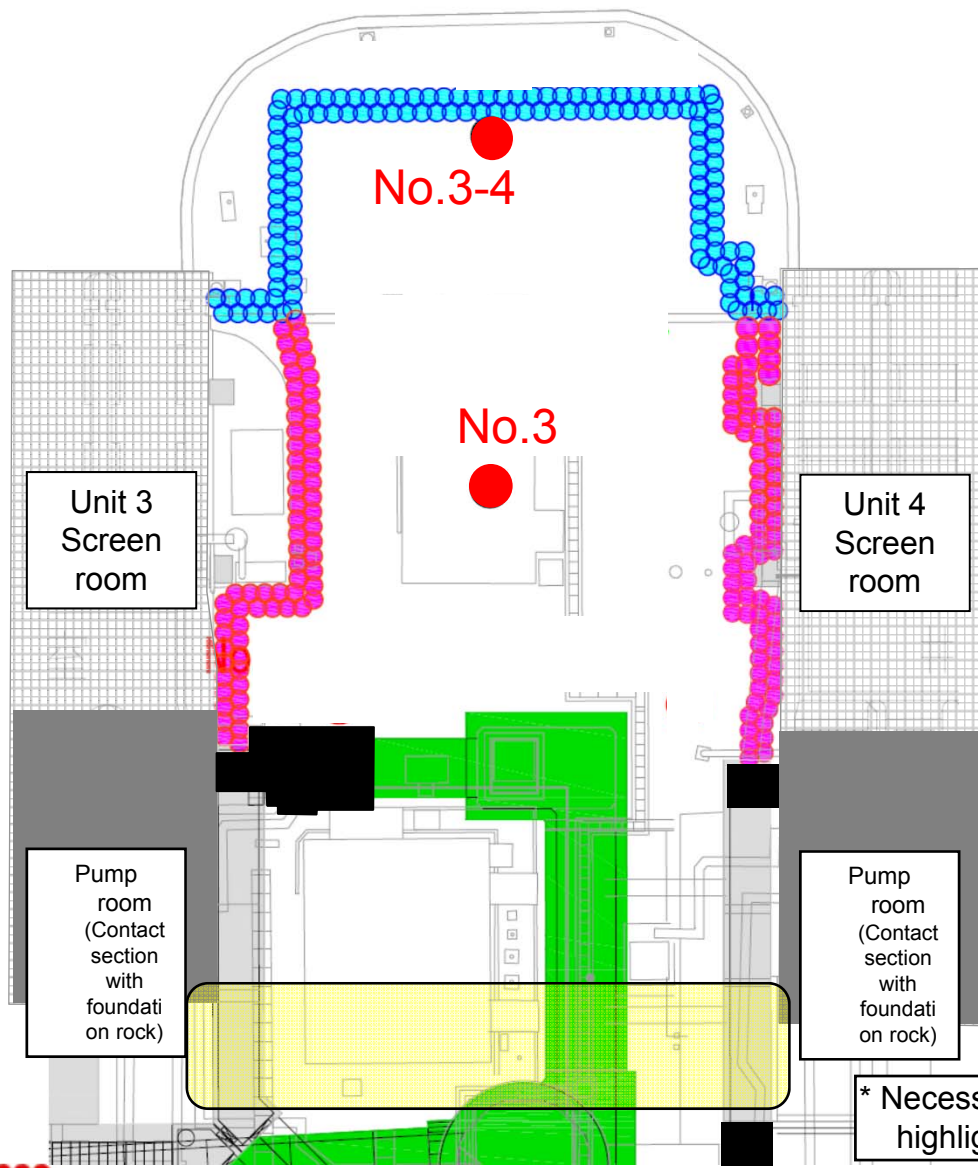 No.3-4
No.3
Unit 3
Screen
room
Unit 4
Screen
room
Pump
room
(Contact
section
with
foundati
on rock)
Pump
room
(Contact
section
with
foundati
on rock)
* Necess
highlig